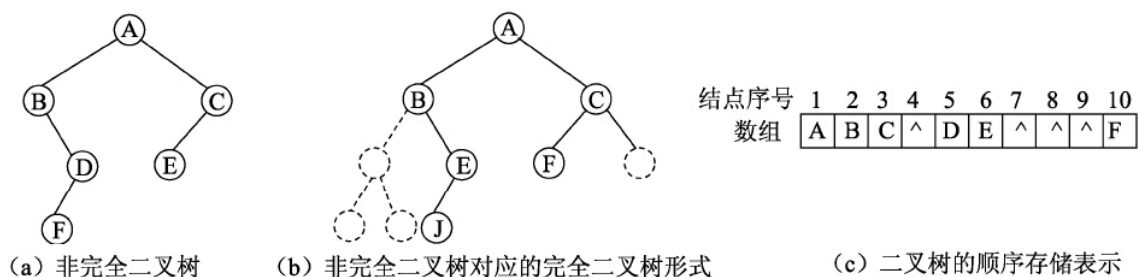 A
B
C
D
E
F
(a) 非完全二叉树
A
B
C
E
F
J
(b) 非完全二叉树对应的完全二叉树形式
结点序号 1 2 3 4 5 6 7 8 9 10
数组 A B C ^ D E ^ ^ ^ F
(c) 二叉树的顺序存储表示